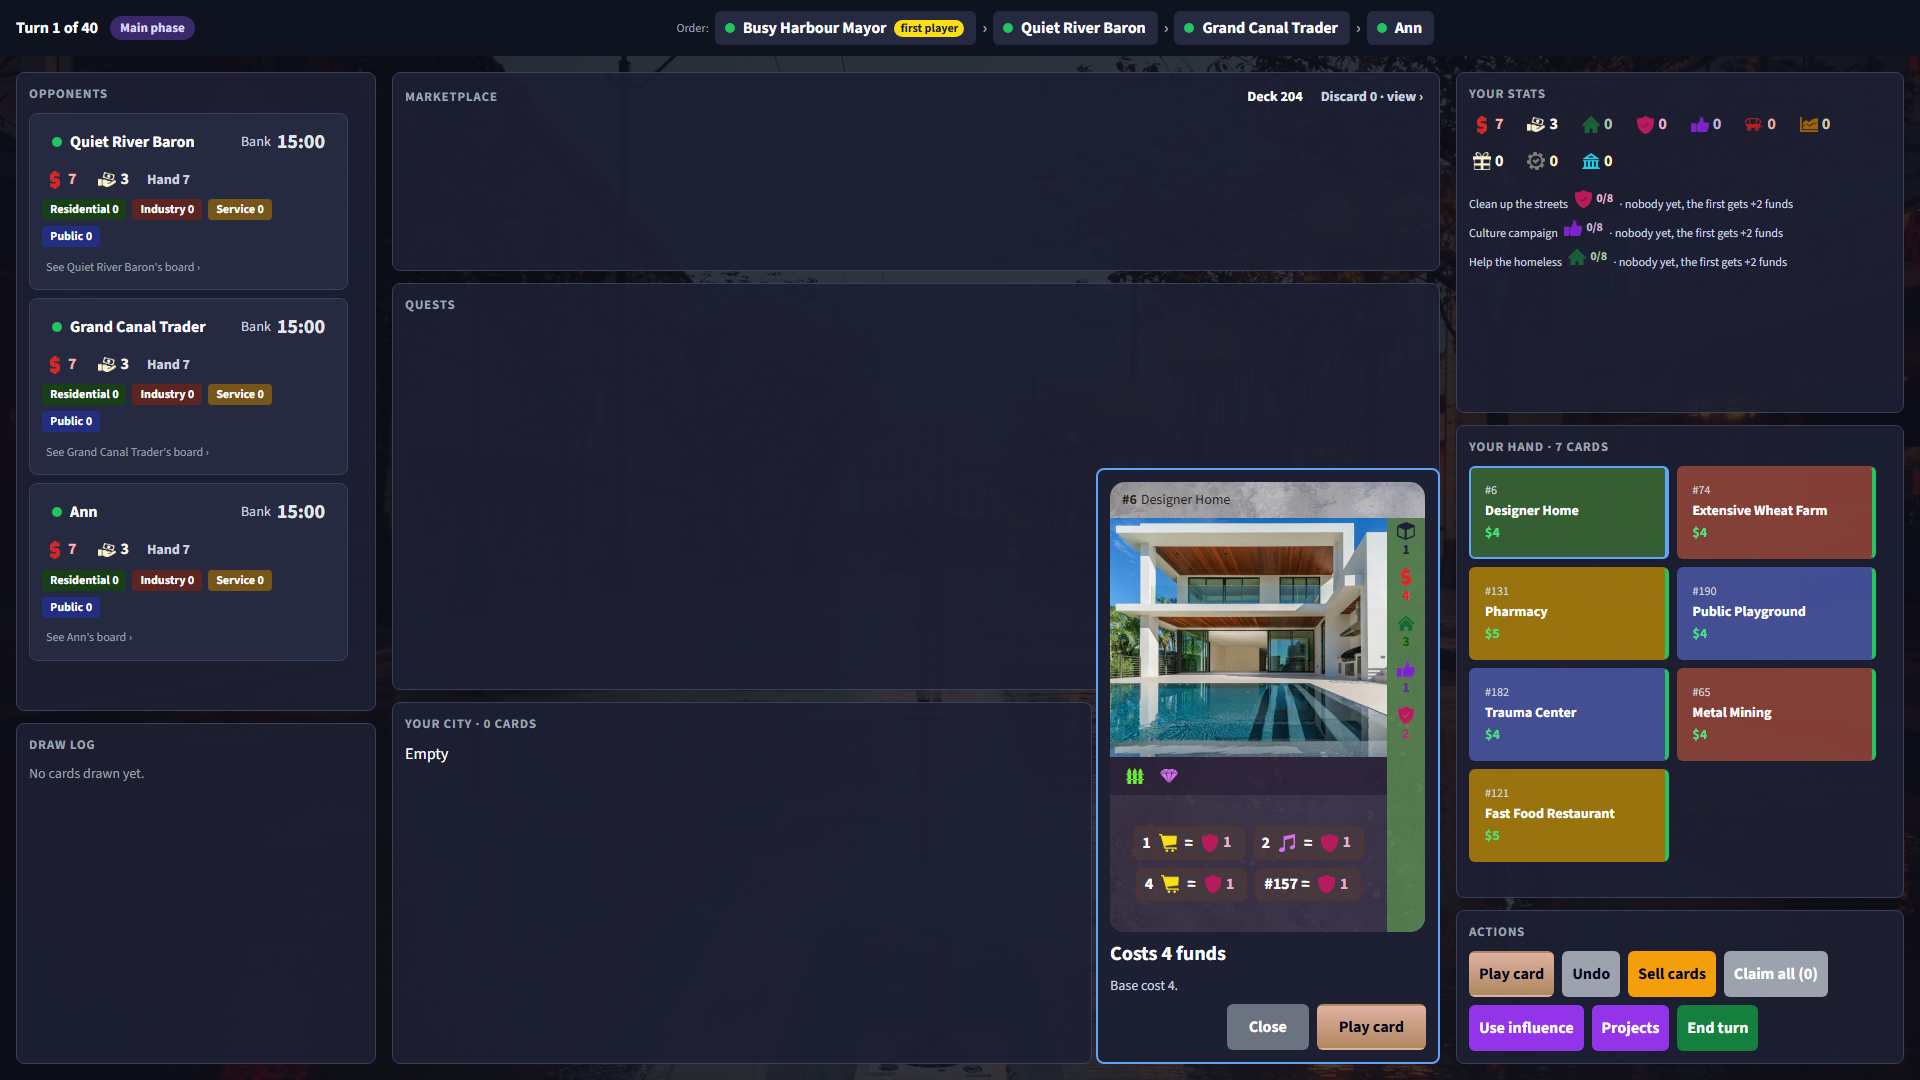 Turn 1 of 40 Main phase
Order: Busy Harbour Mayor first player › Quiet River Baron › Grand Canal Trader › Ann
OPPONENTS
Quiet River Baron Bank 15:00
$ 7 3 Hand 7
Residential 0 Industry 0 Service 0
Public 0
See Quiet River Baron's board ›
Grand Canal Trader Bank 15:00
$ 7 3 Hand 7
Residential 0 Industry 0 Service 0
Public 0
See Grand Canal Trader's board ›
Ann Bank 15:00
$ 7 3 Hand 7
Residential 0 Industry 0 Service 0
Public 0
See Ann's board ›
DRAW LOG
No cards drawn yet.
MARKETPLACE
Deck 204 Discard 0 · view ›
QUESTS
YOUR CITY · 0 CARDS
Empty
#6 Designer Home
1
$
4
3
1
2
1 = 1 2 = 1
4 = 1 #157 = 1
Costs 4 funds
Base cost 4.
Close Play card
YOUR STATS
$ 7 3 0 0 0 0 0
0 0 0
Clean up the streets 0/8 · nobody yet, the first gets +2 funds
Culture campaign 0/8 · nobody yet, the first gets +2 funds
Help the homeless 0/8 · nobody yet, the first gets +2 funds
YOUR HAND · 7 CARDS
#6
Designer Home
$4
#74
Extensive Wheat Farm
$4
#131
Pharmacy
$5
#190
Public Playground
$4
#182
Trauma Center
$4
#65
Metal Mining
$4
#121
Fast Food Restaurant
$5
ACTIONS
Play card Undo Sell cards Claim all (0)
Use influence Projects End turn